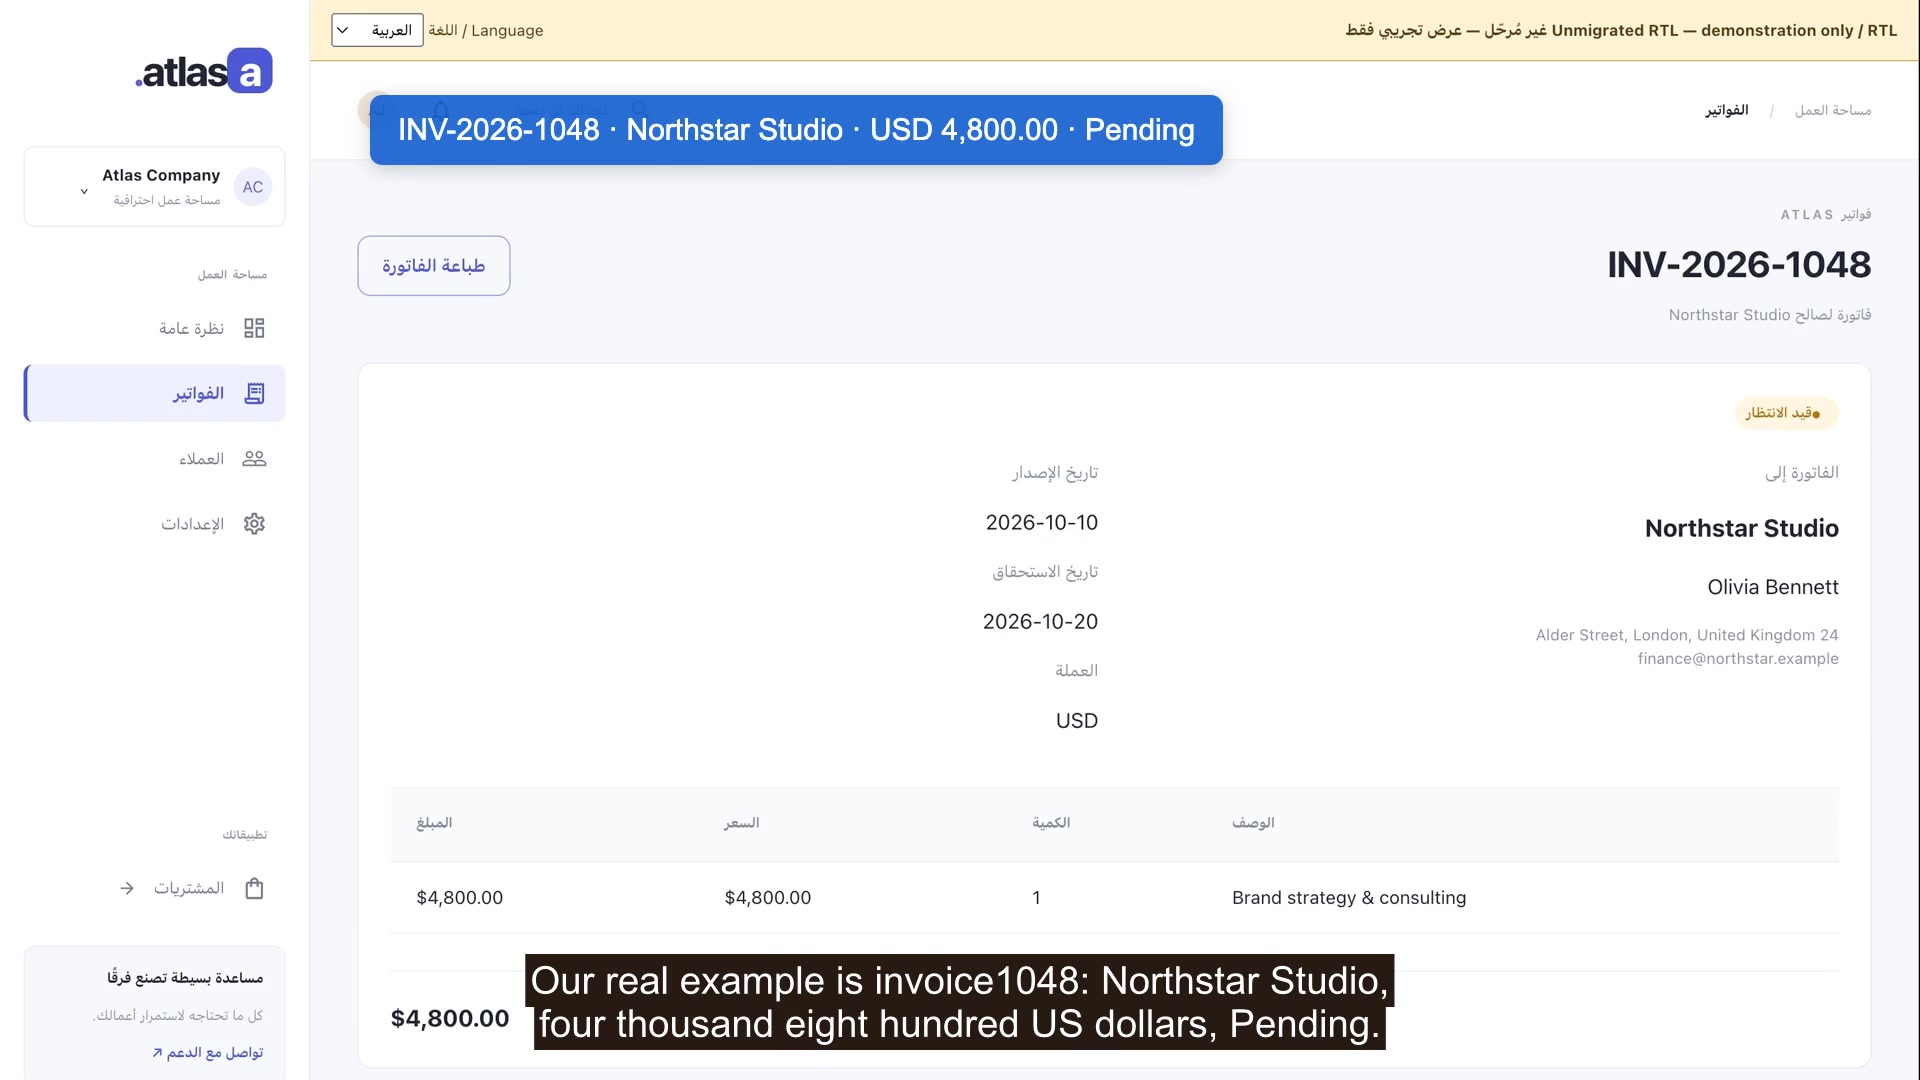 العربية
اللغة / Language
Unmigrated RTL — demonstration only / RTL غير مُرحّل — عرض تجريبي فقط
atlas.
a
INV-2026-1048 · Northstar Studio · USD 4,800.00 · Pending
مساحة العمل / الفواتير
AC
Atlas Company
مساحة عمل احترافية
مساحة العمل
نظرة عامة
الفواتير
العملاء
الإعدادات
تطبيقاتك
المشتريات
مساعدة بسيطة تصنع فرقًا
كل ما تحتاجه لاستمرار أعمالك.
تواصل مع الدعم
فواتير ATLAS
INV-2026-1048
فاتورة لصالح Northstar Studio
طباعة الفاتورة
قيد الانتظار
الفاتورة إلى
Northstar Studio
Olivia Bennett
Alder Street, London, United Kingdom 24
finance@northstar.example
تاريخ الإصدار
2026-10-10
تاريخ الاستحقاق
2026-10-20
العملة
USD
الوصف الكمية السعر المبلغ
Brand strategy & consulting 1 $4,800.00 $4,800.00
$4,800.00
Our real example is invoice1048: Northstar Studio,
four thousand eight hundred US dollars, Pending.